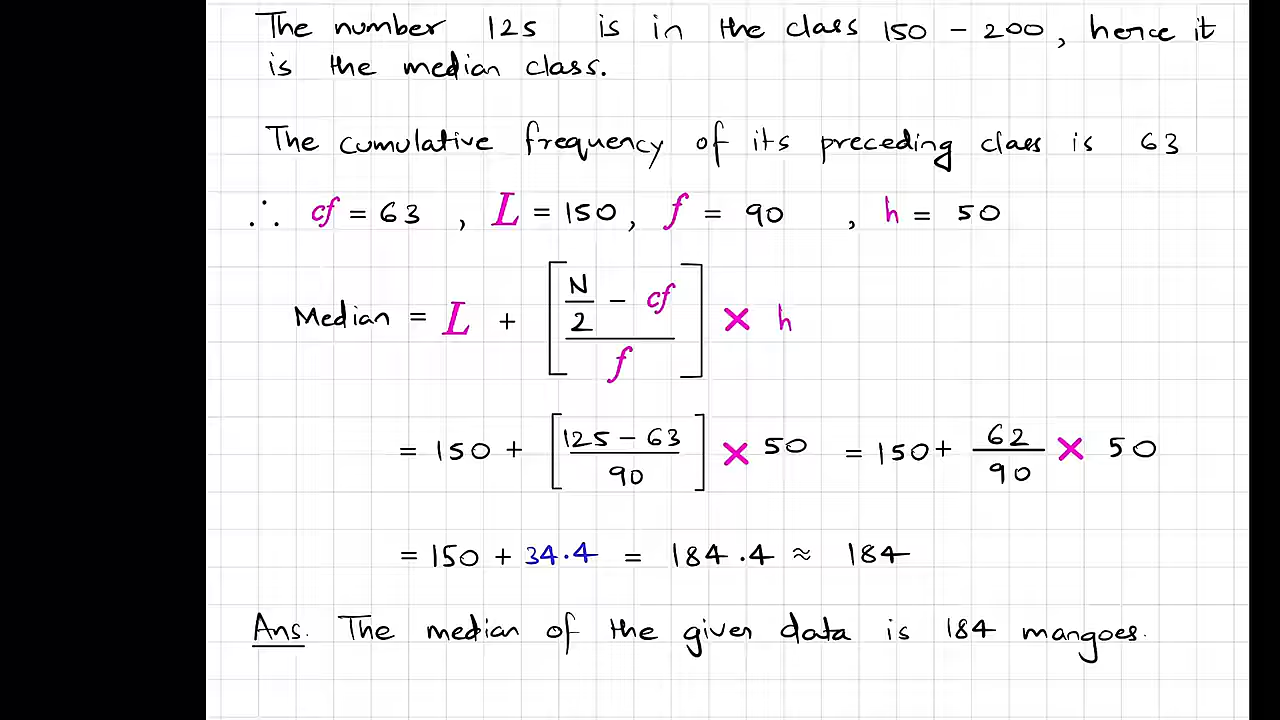 The number 125 is in the class 150 - 200, hence it
is the median class.
The cumulative frequency of its preceding class is 63
∴ cf = 63 , L = 150, f = 90 , h = 50
Median = L + [(N/2 - cf)/f] × h
= 150 + [(125 - 63)/90] × 50 = 150 + 62/90 × 50
= 150 + 34.4 = 184.4 ≈ 184
Ans. The median of the given data is 184 mangoes.